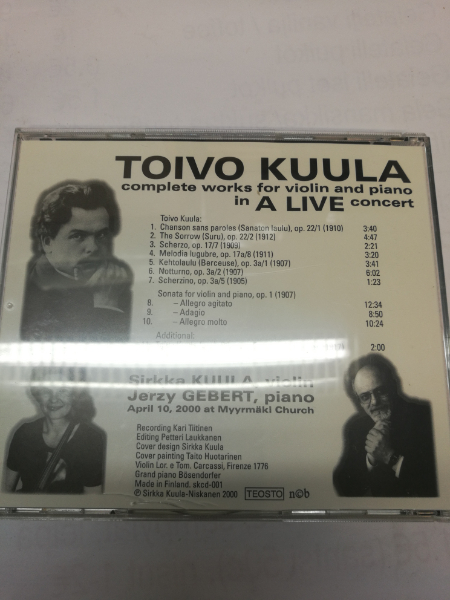 TOIVO KUULA
complete works for violin and piano
in A LIVE concert
Toivo Kuula:
1. Chanson sans paroles (Sanaton laulu), op. 22/1 (1910) 3:40
2. The Sorrow (Suru), op. 22/2 (1912) 4:47
3. Scherzo, op. 17/7 (1909) 2:21
4. Melodia lugubre, op. 17a/8 (1911) 3:20
5. Kehtolaulu (Berceuse), op. 3a/1 (1907) 3:41
6. Notturno, op. 3a/2 (1907) 6:02
7. Scherzino, op. 3a/5 (1905) 1:23
Sonata for violin and piano, op. 1 (1907)
8. – Allegro agitato 12:34
9. – Adagio 8:50
10. – Allegro molto 10:24
Additional:
2:00
Sirkka KUULA, violin
Jerzy GEBERT, piano
April 10, 2000 at Myyrmäki Church
Recording Kari Tiitinen
Editing Petteri Laukkanen
Cover design Sirkka Kuula
Cover painting Taito Huotarinen
Violin Lor. e Tom. Carcassi, Firenze 1776
Grand piano Bösendorfer
Made in Finland. skcd-001
℗ Sirkka Kuula-Niskanen 2000
TEOSTO n©b